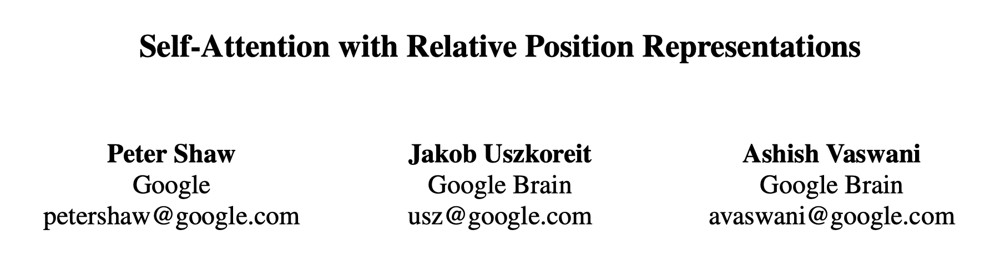 Self-Attention with Relative Position Representations
Peter Shaw
Google
petershaw@google.com
Jakob Uszkoreit
Google Brain
usz@google.com
Ashish Vaswani
Google Brain
avaswani@google.com